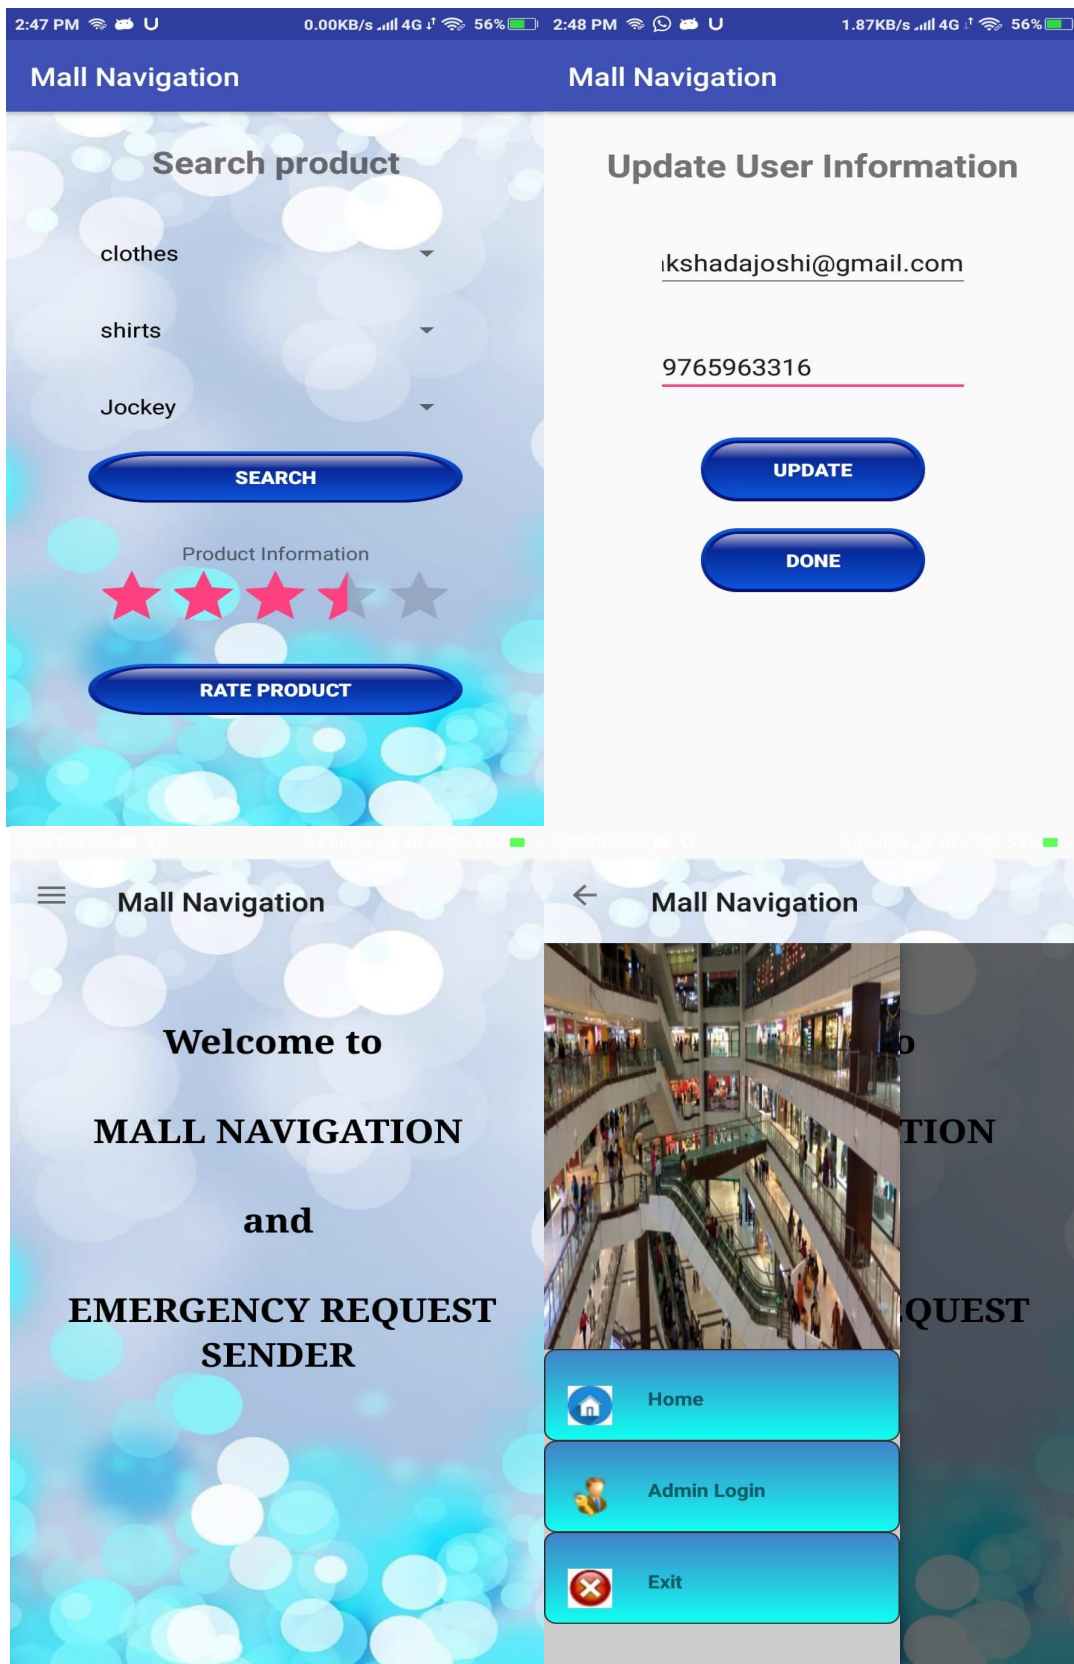 2:47 PM U 0.00KB/s 4G 56%
Mall Navigation
Search product
clothes
shirts
Jockey
SEARCH
Product Information
RATE PRODUCT
2:48 PM U 1.87KB/s 4G 56%
Mall Navigation
Update User Information
kshadajoshi@gmail.com
9765963316
UPDATE
DONE
Mall Navigation
Welcome to
MALL NAVIGATION
and
EMERGENCY REQUEST
SENDER
Mall Navigation
TION
QUEST
Home
Admin Login
Exit